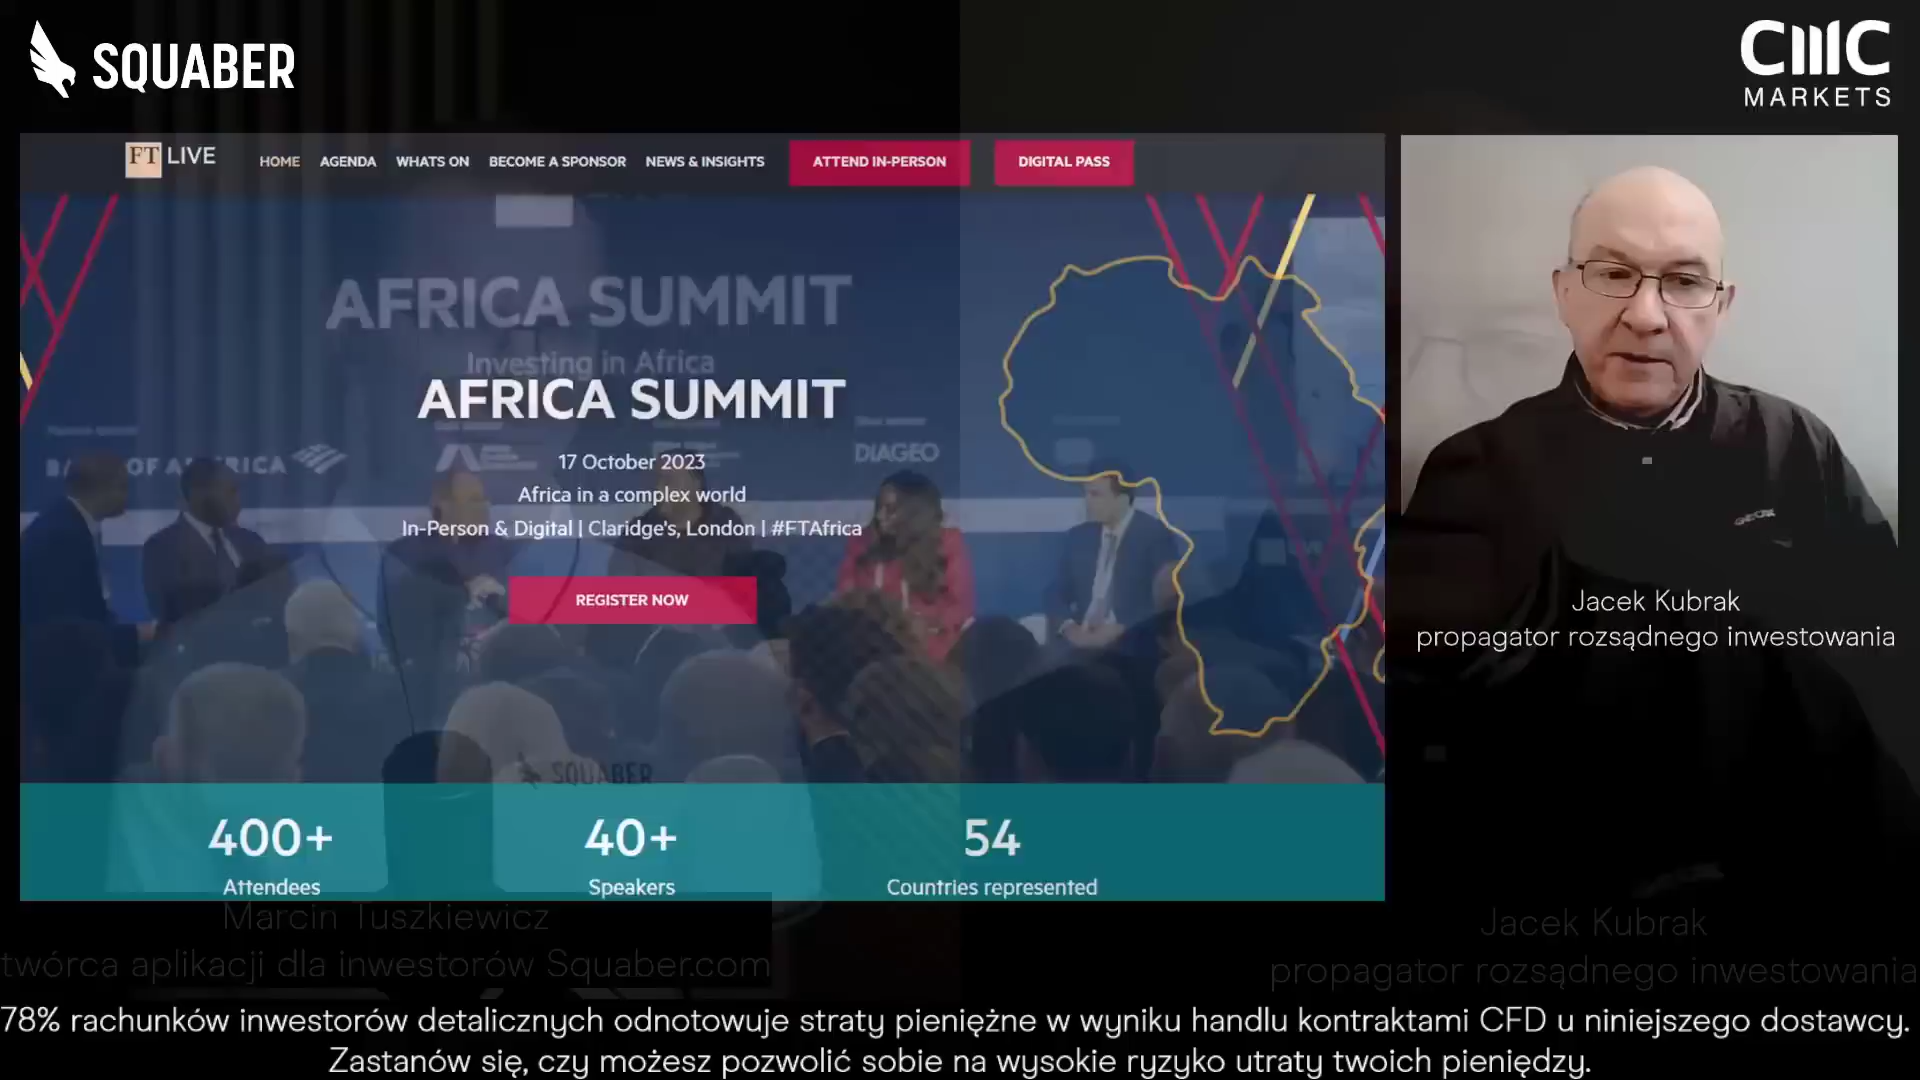 SQUABER
CMC
MARKETS
FT LIVE
HOME
AGENDA
WHATS ON
BECOME A SPONSOR
NEWS & INSIGHTS
ATTEND IN-PERSON
DIGITAL PASS
AFRICA SUMMIT
Investing in Africa
AFRICA SUMMIT
DIAGEO
17 October 2023
Africa in a complex world
In-Person & Digital | Claridge's, London | #FTAfrica
REGISTER NOW
Jacek Kubrak
propagator rozsądnego inwestowania
SQUABER
400+
40+
54
Attendees
Speakers
Countries represented
Marcin Tuszkiewicz
twórca aplikacji dla inwestorów Squaber.com
Jacek Kubrak
propagator rozsądnego inwestowania
78% rachunków inwestorów detalicznych odnotowuje straty pieniężne w wyniku handlu kontraktami CFD u niniejszego dostawcy.
Zastanów się, czy możesz pozwolić sobie na wysokie ryzyko utraty twoich pieniędzy.